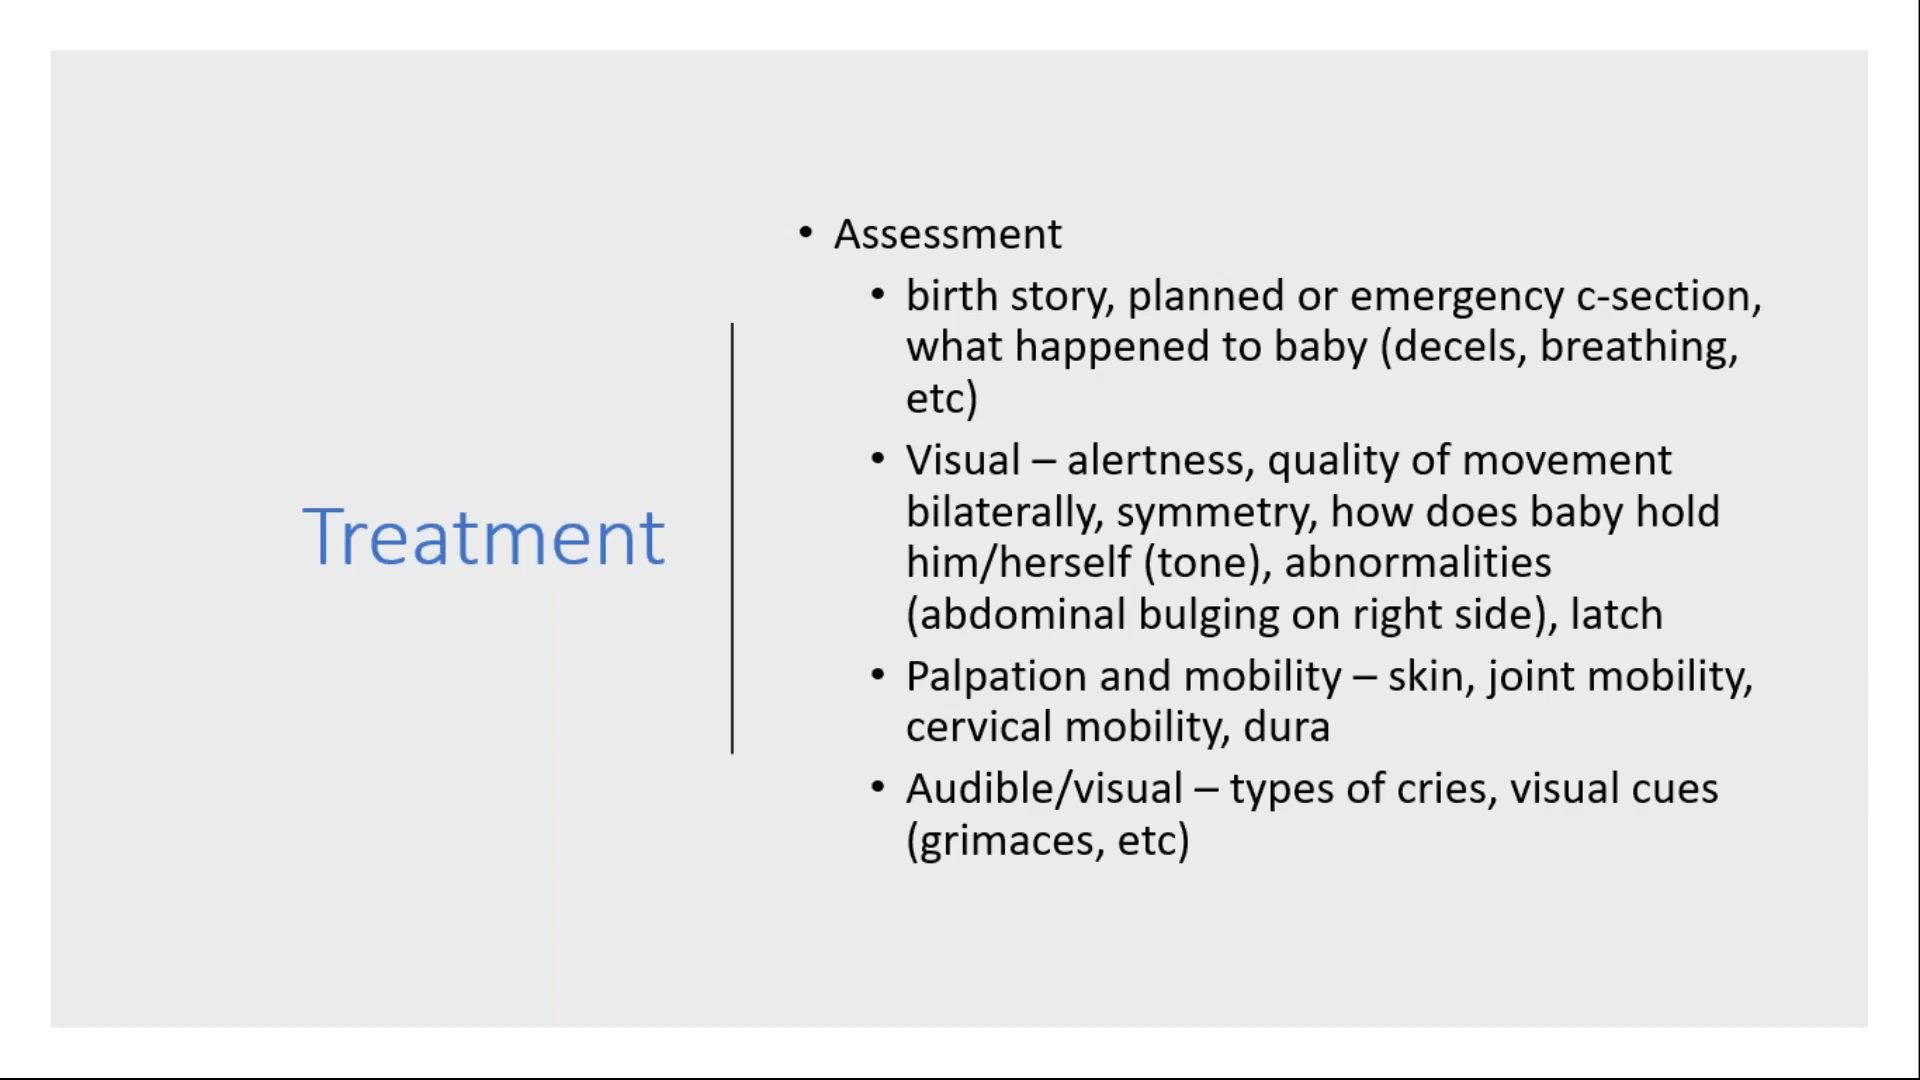 Treatment
• Assessment
• birth story, planned or emergency c-section,
what happened to baby (decels, breathing,
etc)
• Visual – alertness, quality of movement
bilaterally, symmetry, how does baby hold
him/herself (tone), abnormalities
(abdominal bulging on right side), latch
• Palpation and mobility – skin, joint mobility,
cervical mobility, dura
• Audible/visual – types of cries, visual cues
(grimaces, etc)